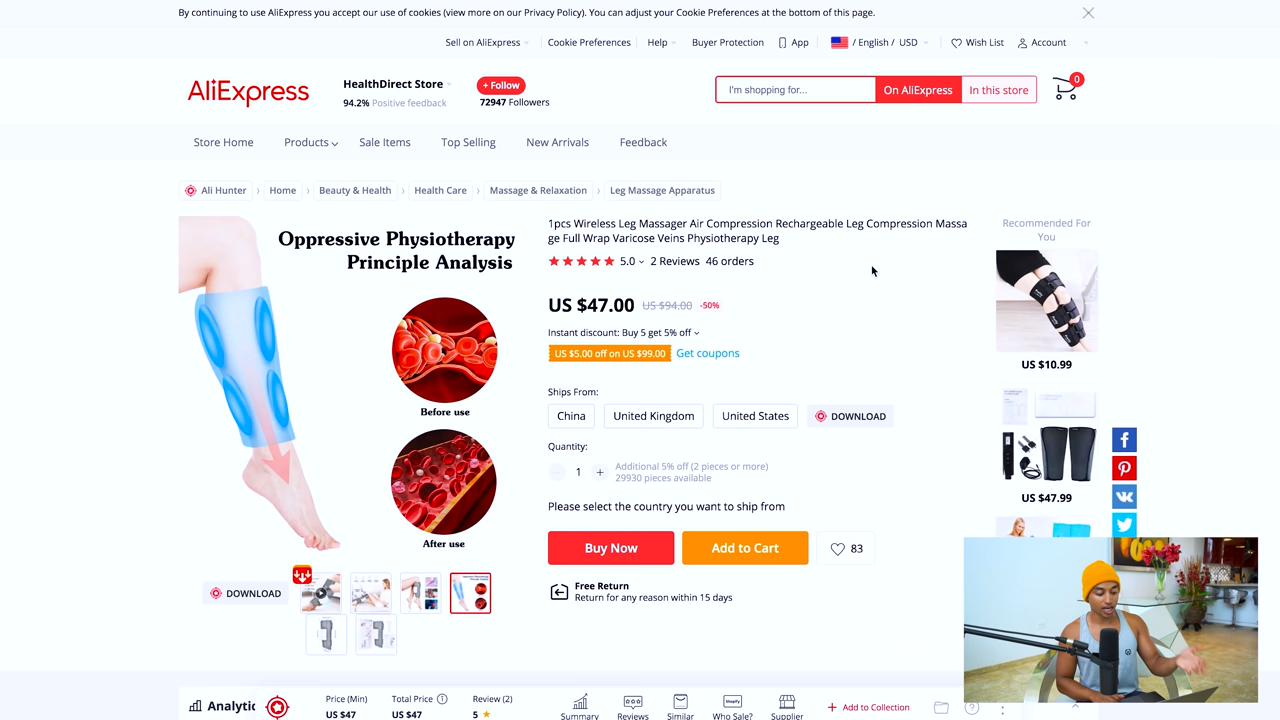 By continuing to use AliExpress you accept our use of cookies (view more on our Privacy Policy). You can adjust your Cookie Preferences at the bottom of this page.
Sell on AliExpress Cookie Preferences Help Buyer Protection App / English / USD Wish List Account
AliExpress
HealthDirect Store
94.2% Positive feedback
+ Follow
72947 Followers
I'm shopping for...
On AliExpress
In this store
0
Store Home Products Sale Items Top Selling New Arrivals Feedback
Ali Hunter › Home › Beauty & Health › Health Care › Massage & Relaxation › Leg Massage Apparatus
Oppressive Physiotherapy
Principle Analysis
Before use
After use
DOWNLOAD
1pcs Wireless Leg Massager Air Compression Rechargeable Leg Compression Massa
ge Full Wrap Varicose Veins Physiotherapy Leg
5.0 2 Reviews 46 orders
US $47.00 US $94.00 -50%
Instant discount: Buy 5 get 5% off
US $5.00 off on US $99.00 Get coupons
Ships From:
China United Kingdom United States DOWNLOAD
Quantity:
1 + Additional 5% off (2 pieces or more)
29930 pieces available
Please select the country you want to ship from
Buy Now Add to Cart 83
Free Return
Return for any reason within 15 days
Recommended For
You
US $10.99
US $47.99
Analytic
Price (Min)
US $47
Total Price
US $47
Review (2)
5
Summary
Reviews
Similar
Shopify
Who Sale?
Supplier
+ Add to Collection